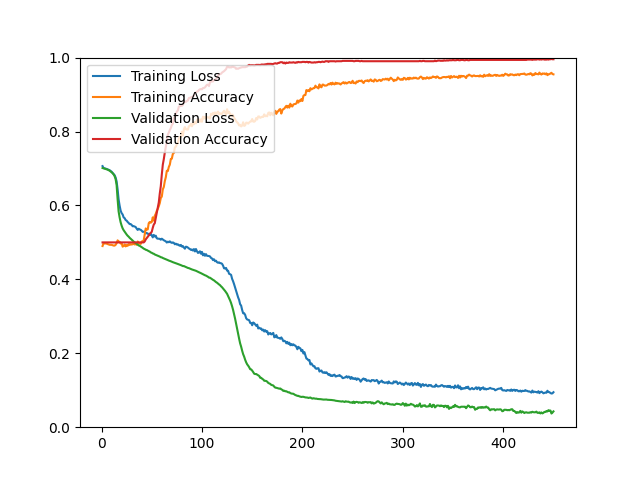 1.0
0.8
0.6
0.4
0.2
0.0
Training Loss
Training Accuracy
Validation Loss
Validation Accuracy
0 100 200 300 400